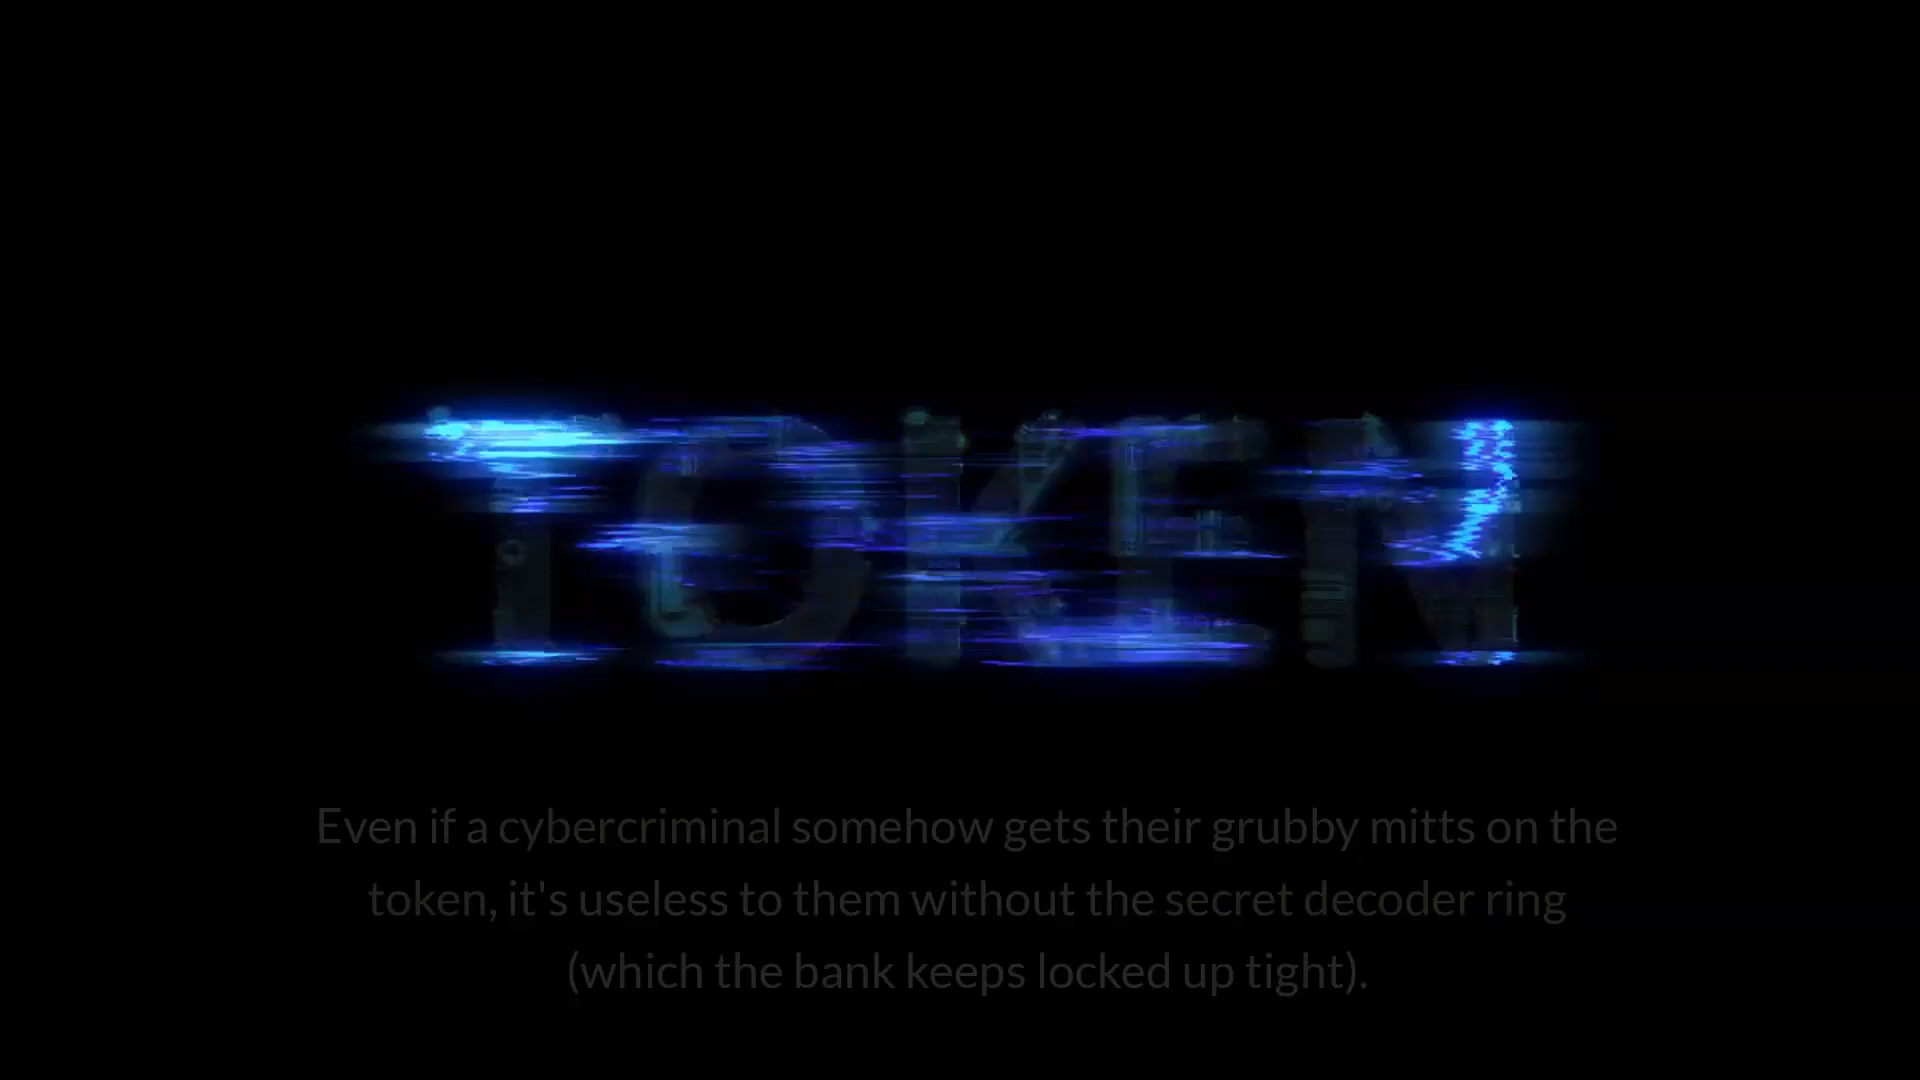 TOKEN
Even if a cybercriminal somehow gets their grubby mitts on the
token, it's useless to them without the secret decoder ring
(which the bank keeps locked up tight).